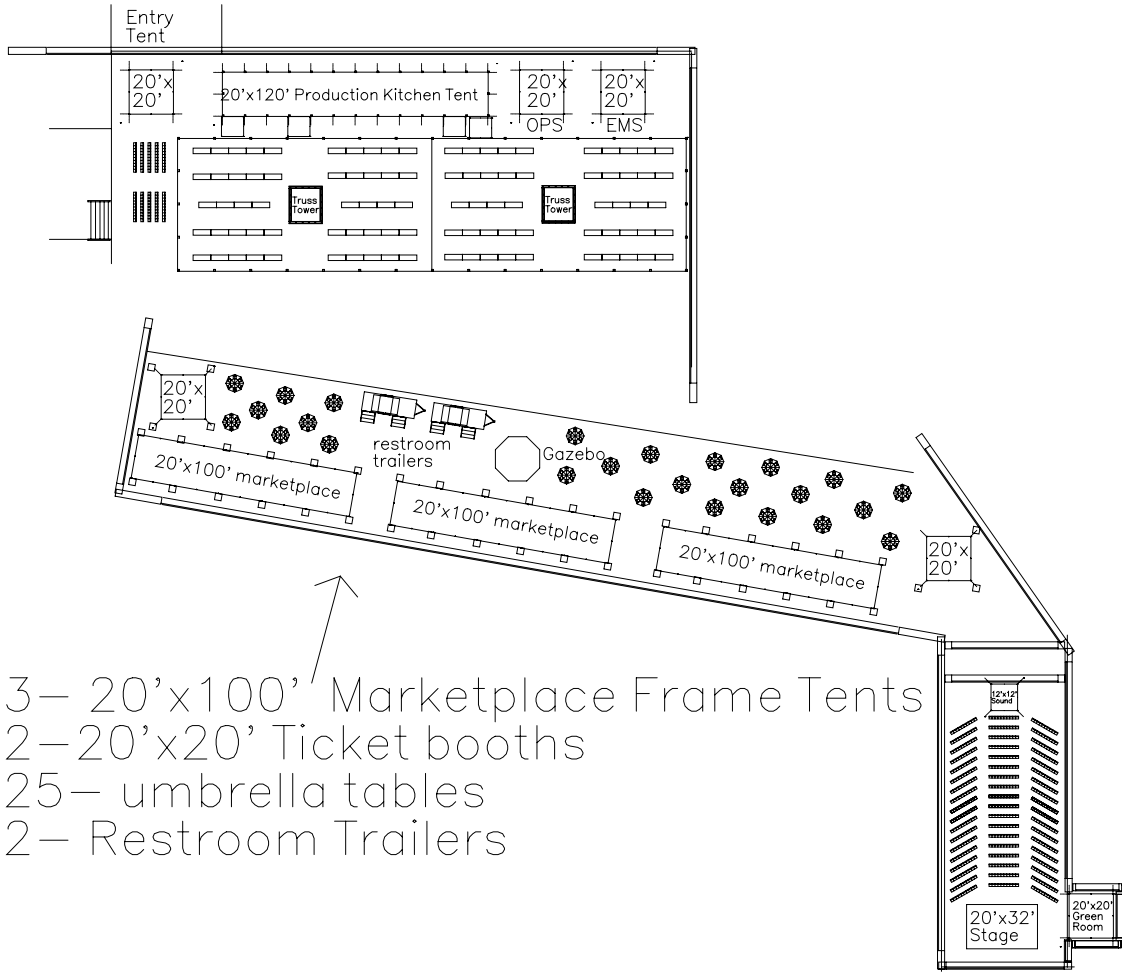 Entry
Tent
20'x
20'
20'x120' Production Kitchen Tent
20'x
20'
OPS
20'x
20'
EMS
Truss
Tower
Truss
Tower
20'x
20'
restroom
trailers
Gazebo
20'x100' marketplace
20'x100' marketplace
20'x100' marketplace
20'x
20'
3- 20'x100' Marketplace Frame Tents
2-20'x20' Ticket booths
25- umbrella tables
2- Restroom Trailers
12'x12'
Sound
20'x32'
Stage
20'x20'
Green
Room